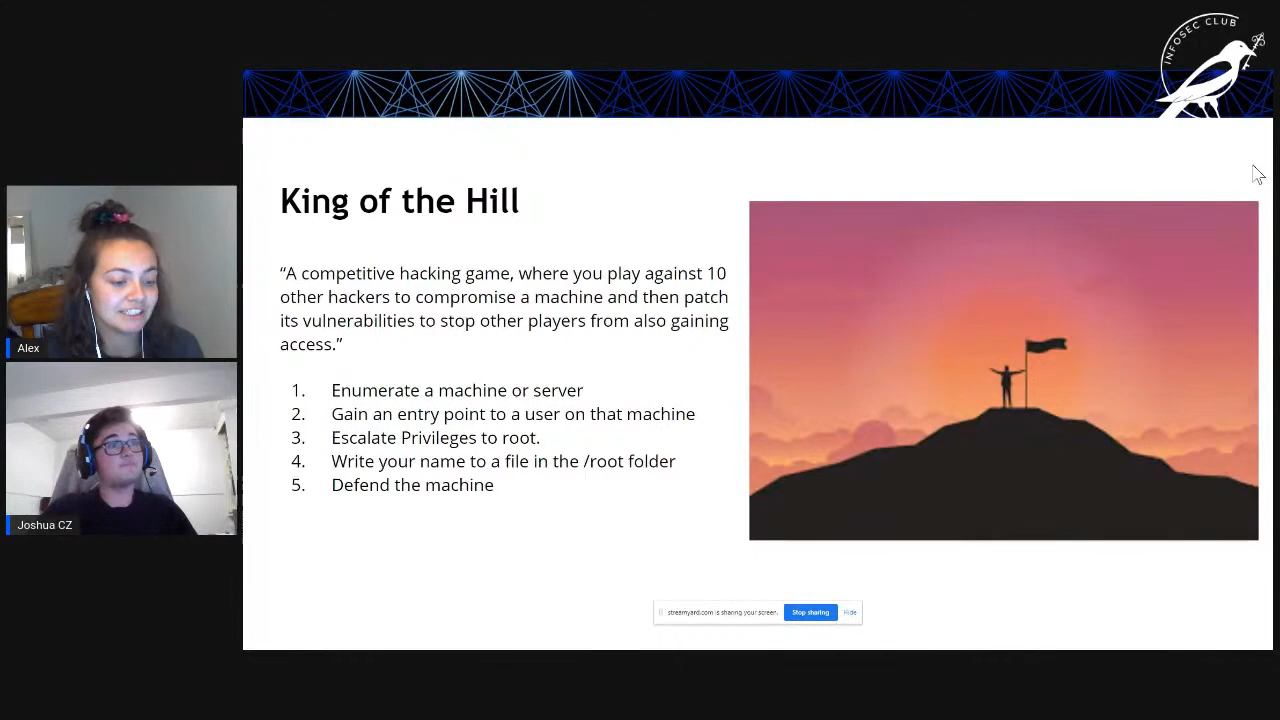 INFOSEC CLUB
King of the Hill
“A competitive hacking game, where you play against 10
other hackers to compromise a machine and then patch
its vulnerabilities to stop other players from also gaining
access.”
1. Enumerate a machine or server
2. Gain an entry point to a user on that machine
3. Escalate Privileges to root.
4. Write your name to a file in the /root folder
5. Defend the machine
Alex
Joshua CZ
streamyard.com is sharing your screen.
Stop sharing
Hide